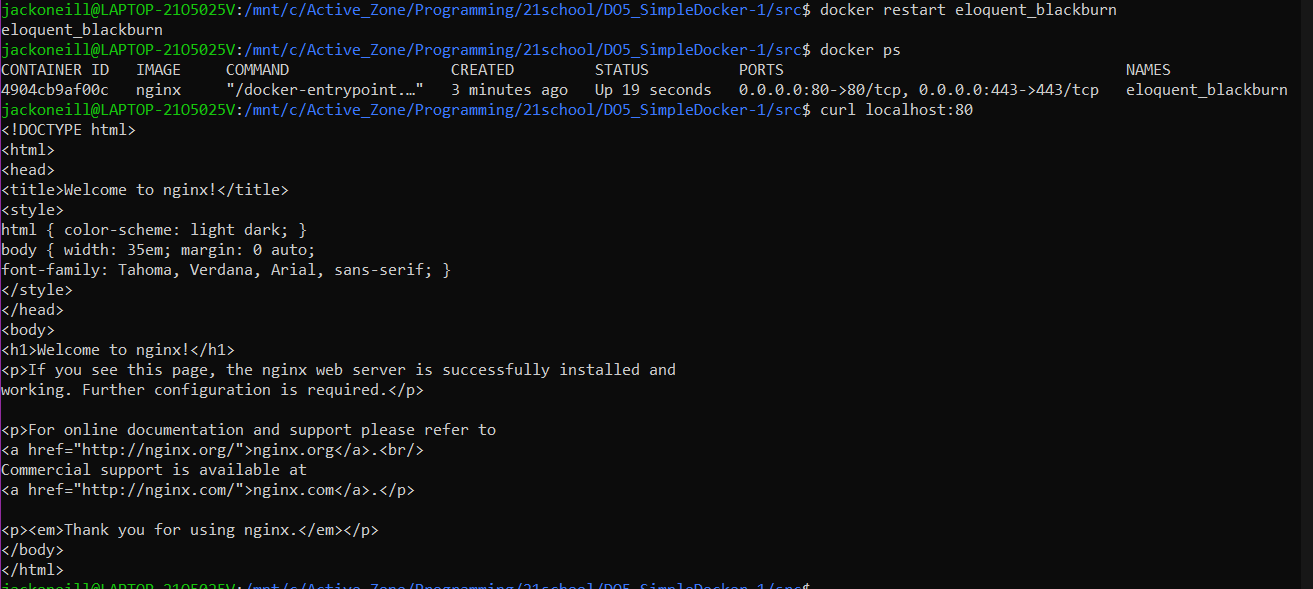 jackoneill@LAPTOP-21O5025V:/mnt/c/Active_Zone/Programming/21school/DO5_SimpleDocker-1/src$ docker restart eloquent_blackburn
eloquent_blackburn
jackoneill@LAPTOP-21O5025V:/mnt/c/Active_Zone/Programming/21school/DO5_SimpleDocker-1/src$ docker ps
CONTAINER ID   IMAGE     COMMAND                  CREATED         STATUS          PORTS                                      NAMES
4904cb9af00c   nginx     "/docker-entrypoint.…"   3 minutes ago   Up 19 seconds   0.0.0.0:80->80/tcp, 0.0.0.0:443->443/tcp   eloquent_blackburn
jackoneill@LAPTOP-21O5025V:/mnt/c/Active_Zone/Programming/21school/DO5_SimpleDocker-1/src$ curl localhost:80
<!DOCTYPE html>
<html>
<head>
<title>Welcome to nginx!</title>
<style>
html { color-scheme: light dark; }
body { width: 35em; margin: 0 auto;
font-family: Tahoma, Verdana, Arial, sans-serif; }
</style>
</head>
<body>
<h1>Welcome to nginx!</h1>
<p>If you see this page, the nginx web server is successfully installed and
working. Further configuration is required.</p>

<p>For online documentation and support please refer to
<a href="http://nginx.org/">nginx.org</a>.<br/>
Commercial support is available at
<a href="http://nginx.com/">nginx.com</a>.</p>

<p><em>Thank you for using nginx.</em></p>
</body>
</html>
jackoneill@LAPTOP-21O5025V:/mnt/c/Active_Zone/Programming/21school/DO5_SimpleDocker-1/src$